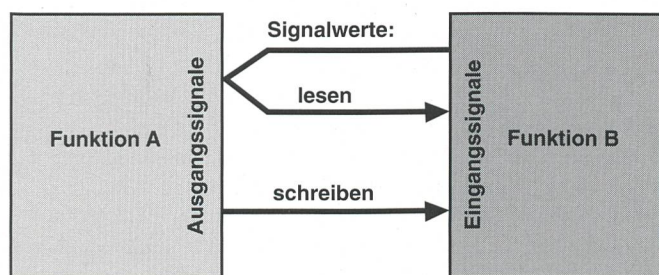 Signalwerte:
Ausgangssignale
Eingangssignale
lesen
Funktion A
Funktion B
schreiben